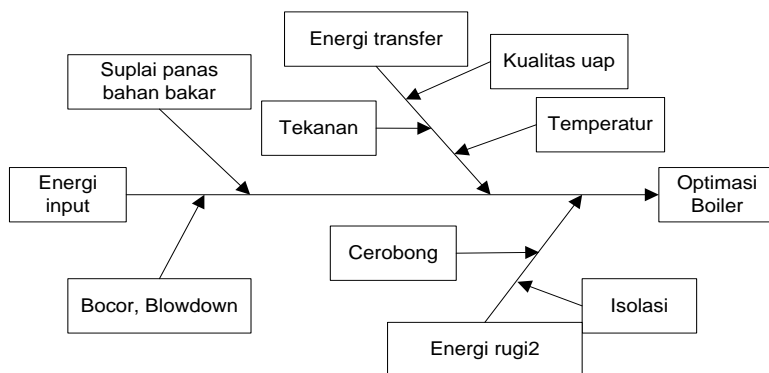 Energi transfer
Suplai panas
bahan bakar
Kualitas uap
Tekanan
Temperatur
Energi
input
Optimasi
Boiler
Cerobong
Bocor, Blowdown
Isolasi
Energi rugi2